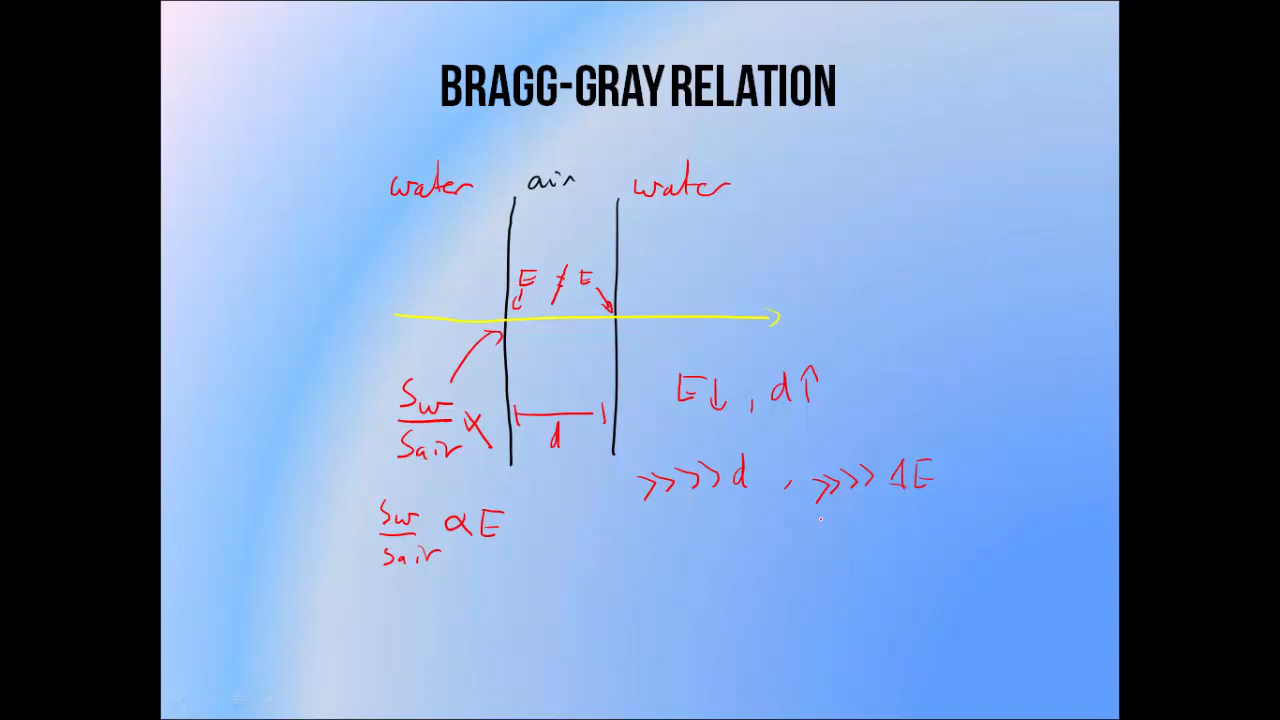 BRAGG-GRAY RELATION
water air water
E ≠ E
E↓, d↑
Sw
Sair
d
>>>>d , >>>>ΔE
Sw
Sair ∝ E